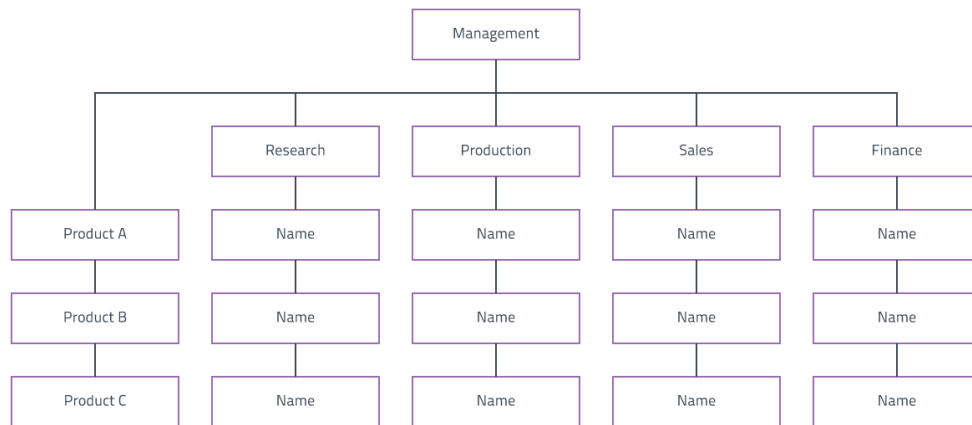 Management
Research
Production
Sales
Finance
Product A
Name
Name
Name
Name
Product B
Name
Name
Name
Name
Product C
Name
Name
Name
Name